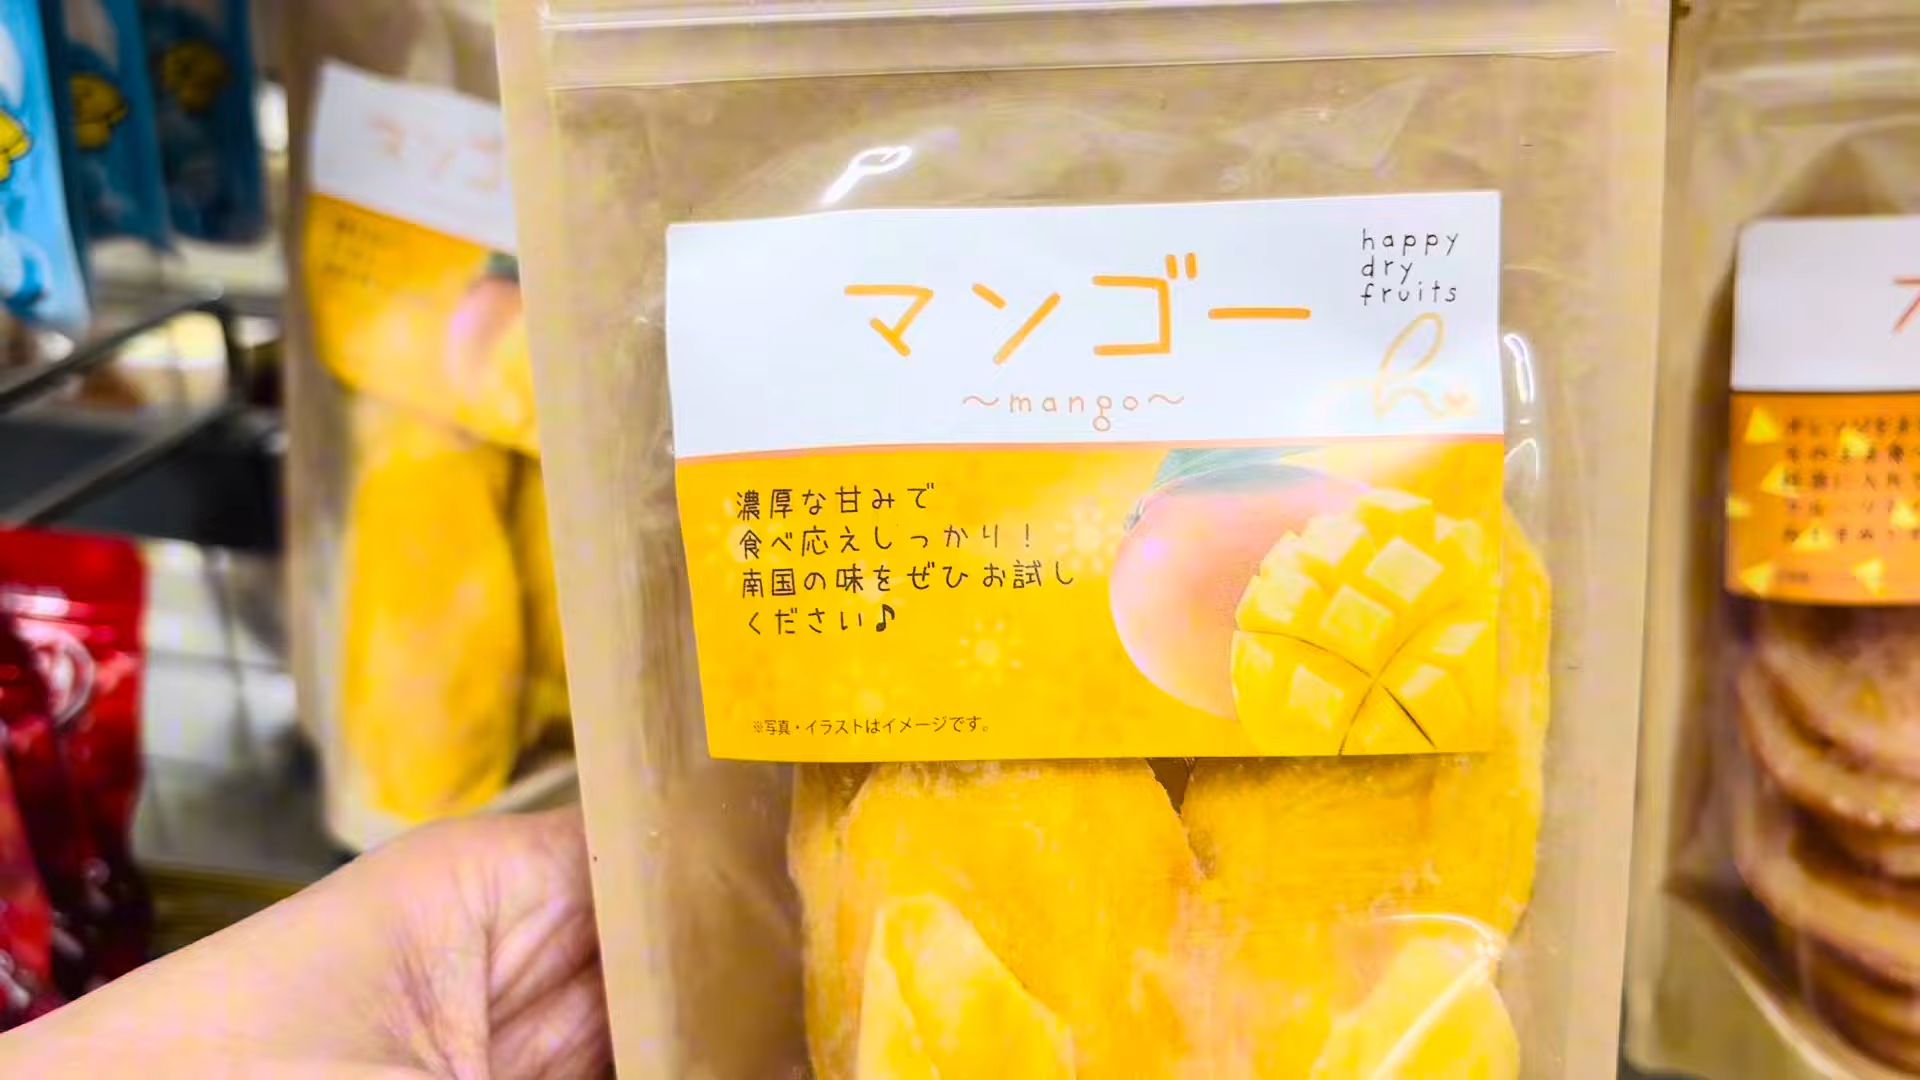 マンゴー
~mango~
happy
dry
fruits
濃厚な甘みで
食べ応えしっかり!
南国の味をぜひお試し
ください♪
※写真・イラストはイメージです。